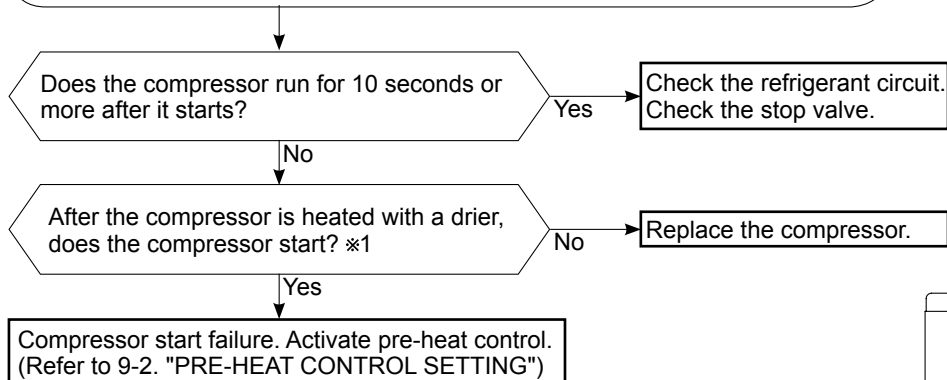 Does the compressor run for 10 seconds or
more after it starts?
Yes
Check the refrigerant circuit.
Check the stop valve.
No
After the compressor is heated with a drier,
does the compressor start? ※1
No
Replace the compressor.
Yes
Compressor start failure. Activate pre-heat control.
(Refer to 9-2. "PRE-HEAT CONTROL SETTING")